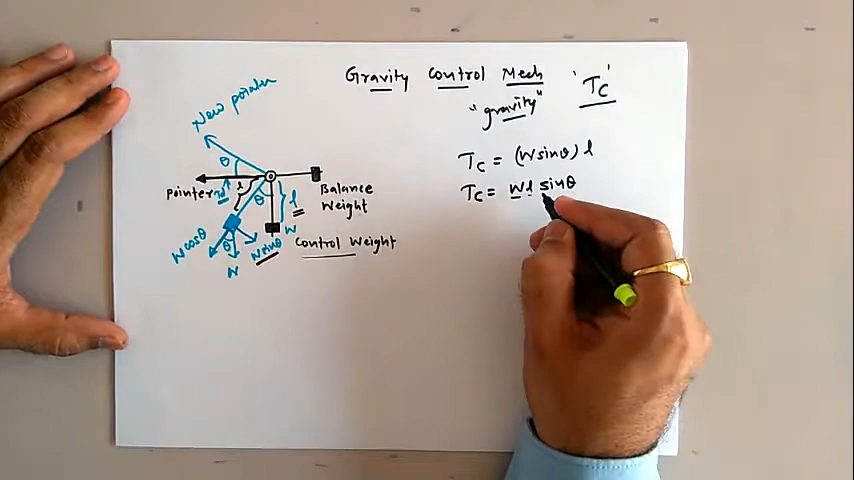 Gravity Control Mech 'Tc'
"gravity"
Tc = (Wsinθ) l
Tc = Wl sinθ
New pointer
θ
pointer
l
θ
l
W
Balance
Weight
Wcosθ
θ
W
Wsinθ
Control Weight